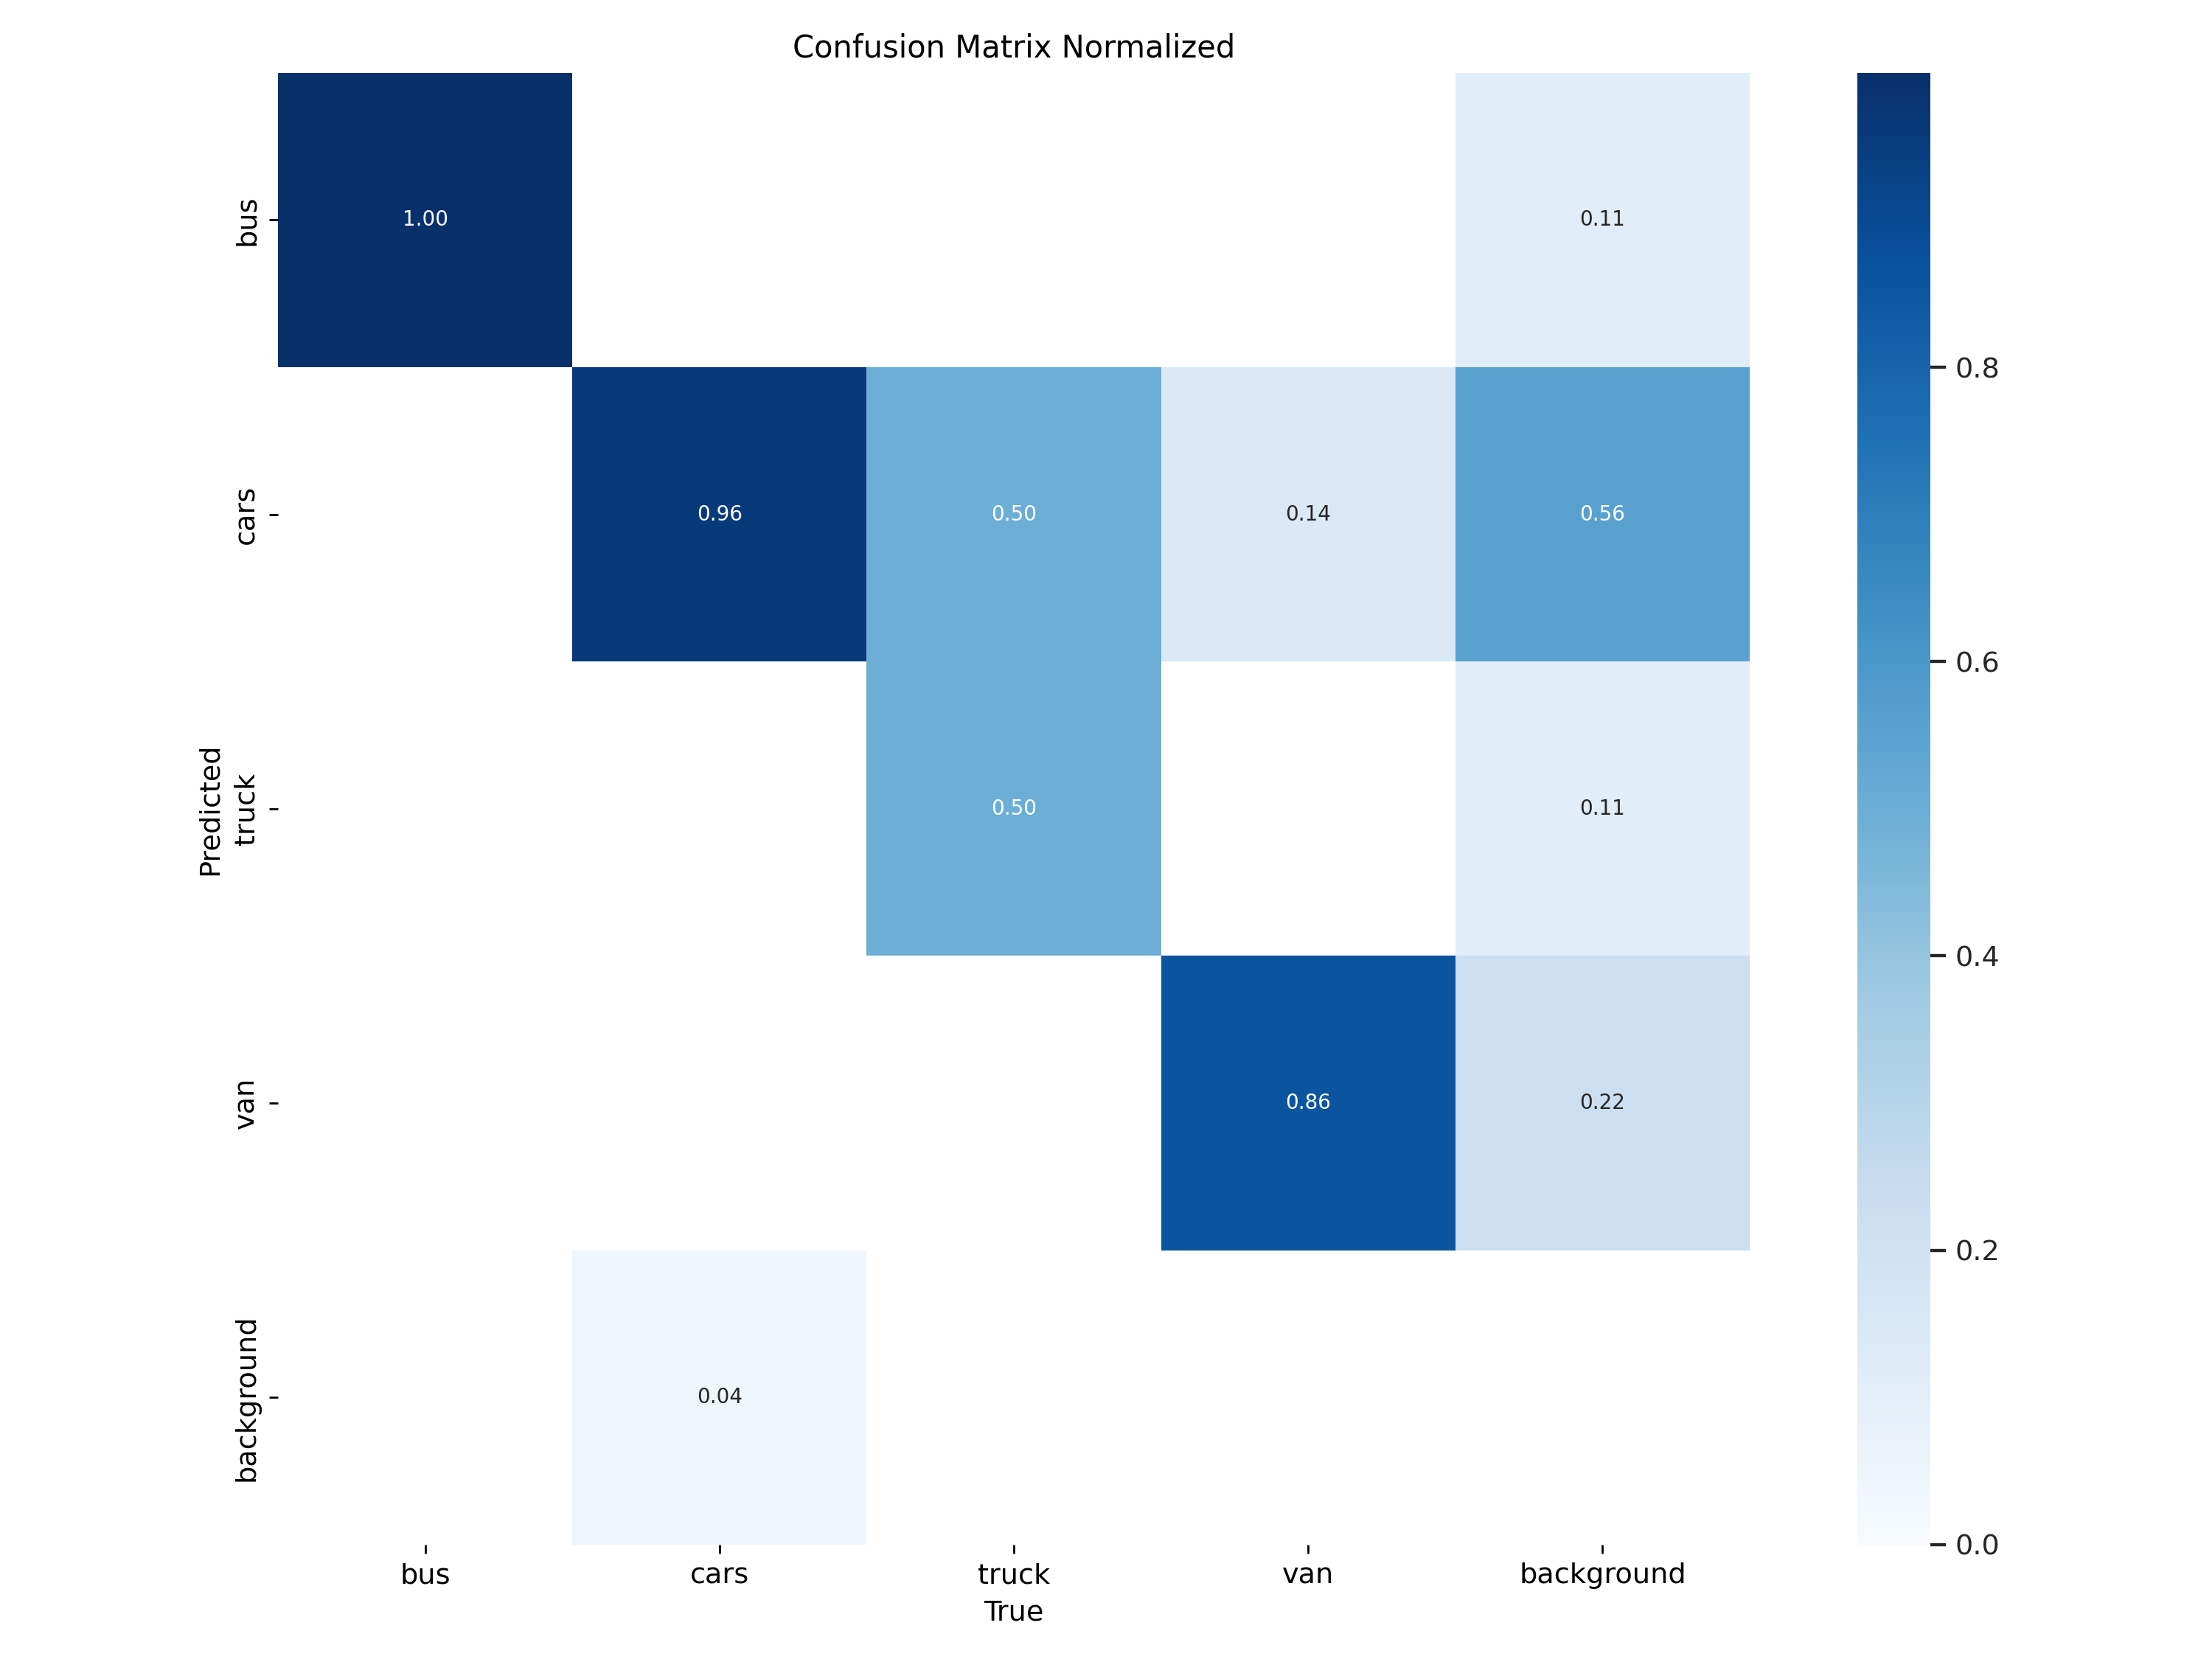 Confusion Matrix Normalized
bus
1.00
0.11
cars
0.96
0.50
0.14
0.56
Predicted
truck
0.50
0.11
van
0.86
0.22
background
0.04
bus
cars
truck
van
background
True
0.8
0.6
0.4
0.2
0.0